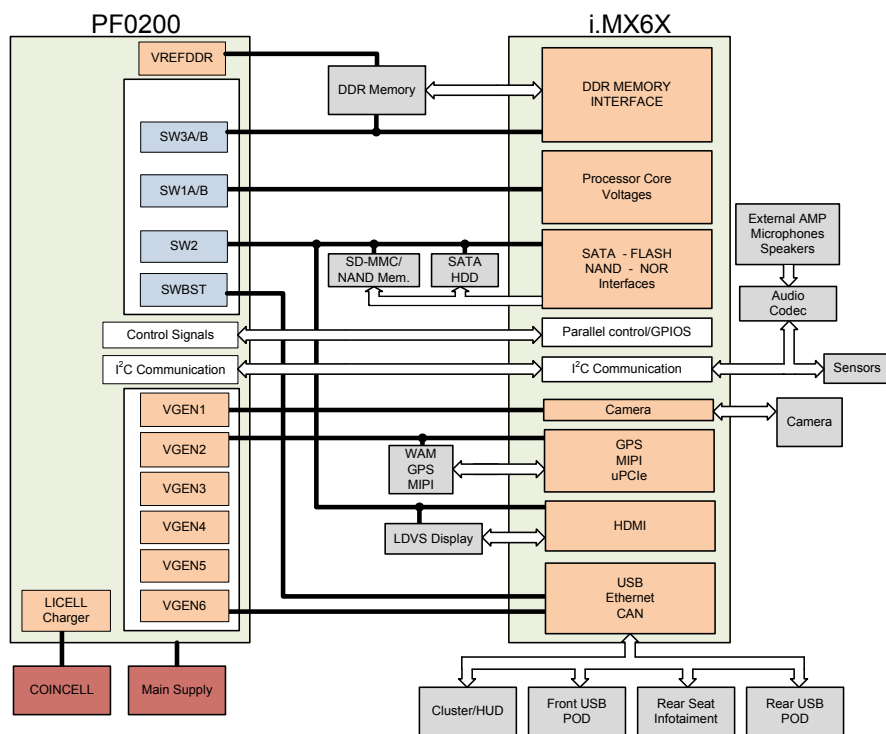 PF0200
i.MX6X
VREFDDR
DDR Memory
DDR MEMORY
INTERFACE
SW3A/B
SW1A/B
Processor Core
Voltages
SW2
SD-MMC/
NAND Mem.
SATA
HDD
SATA - FLASH
NAND - NOR
Interfaces
External AMP
Microphones
Speakers
SWBST
Audio
Codec
Control Signals
Parallel control/GPIOS
I²C Communication
I²C Communication
Sensors
VGEN1
Camera
Camera
VGEN2
WAM
GPS
MIPI
GPS
MIPI
uPCIe
VGEN3
VGEN4
LDVS Display
HDMI
VGEN5
VGEN6
USB
Ethernet
CAN
LICELL
Charger
COINCELL
Main Supply
Cluster/HUD
Front USB
POD
Rear Seat
Infotaiment
Rear USB
POD